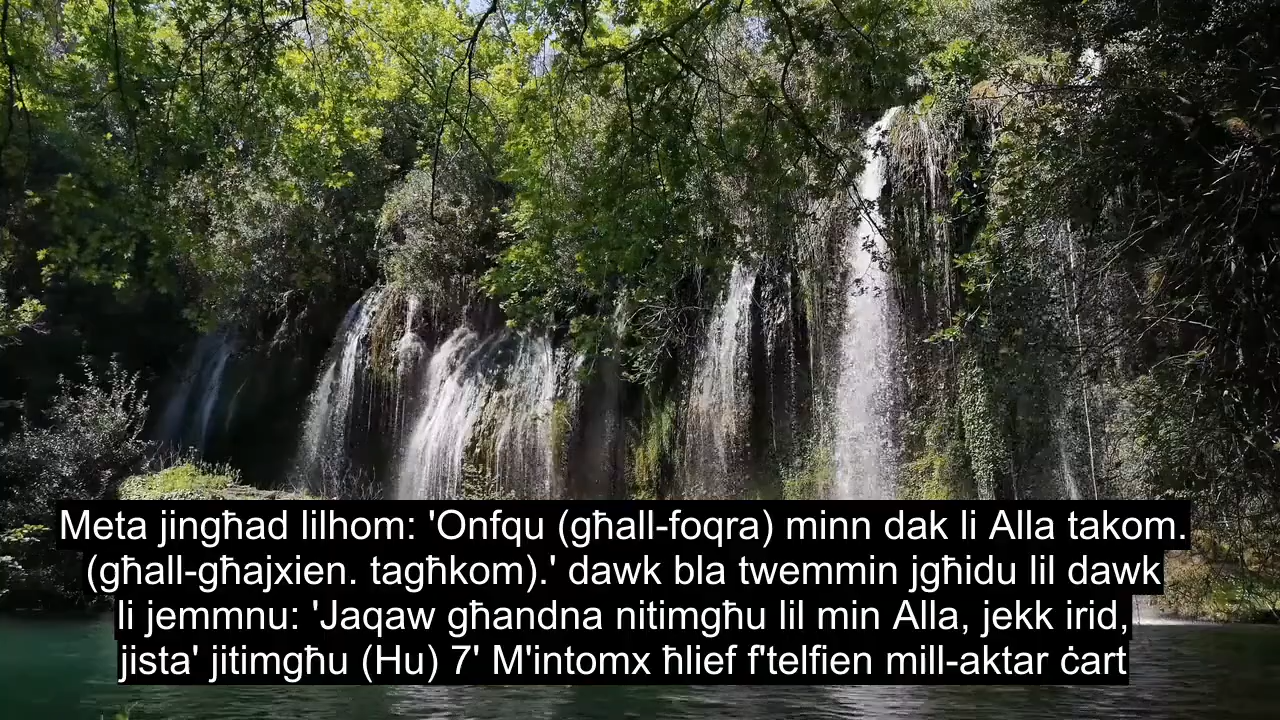 Meta jingħad lilhom: 'Onfqu (għall-foqra) minn dak li Alla takom.
(għall-għajxien. tagħkom).' dawk bla twemmin jgħidu lil dawk
li jemmnu: 'Jaqaw għandna nitimgħu lil min Alla, jekk irid,
jista' jitimgħu (Hu) 7' M'intomx ħlief f'telfien mill-aktar ċart